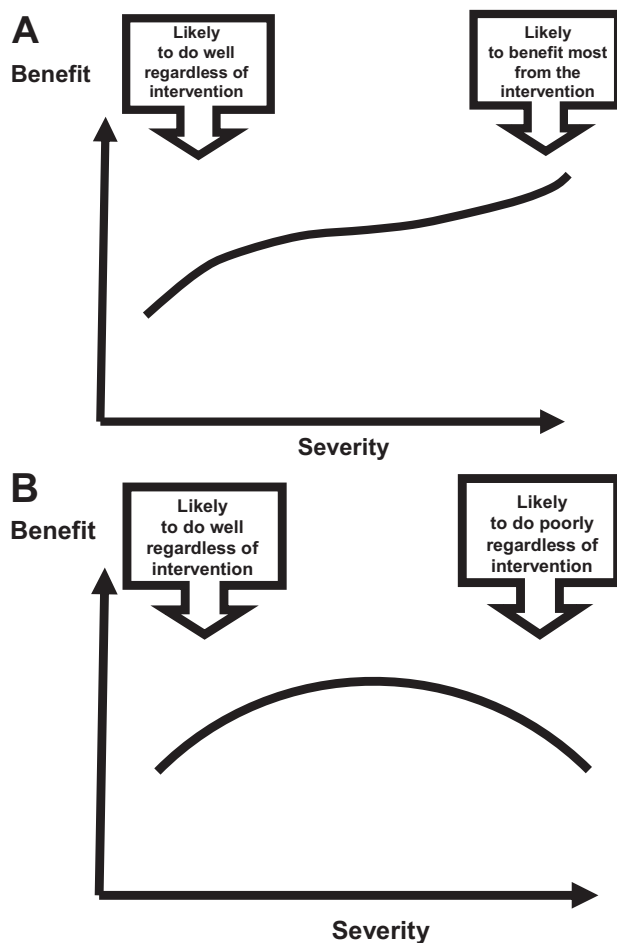 A
Benefit
Likely
to do well
regardless of
intervention
Likely
to benefit most
from the
intervention
Severity
B
Benefit
Likely
to do well
regardless of
intervention
Likely
to do poorly
regardless of
intervention
Severity